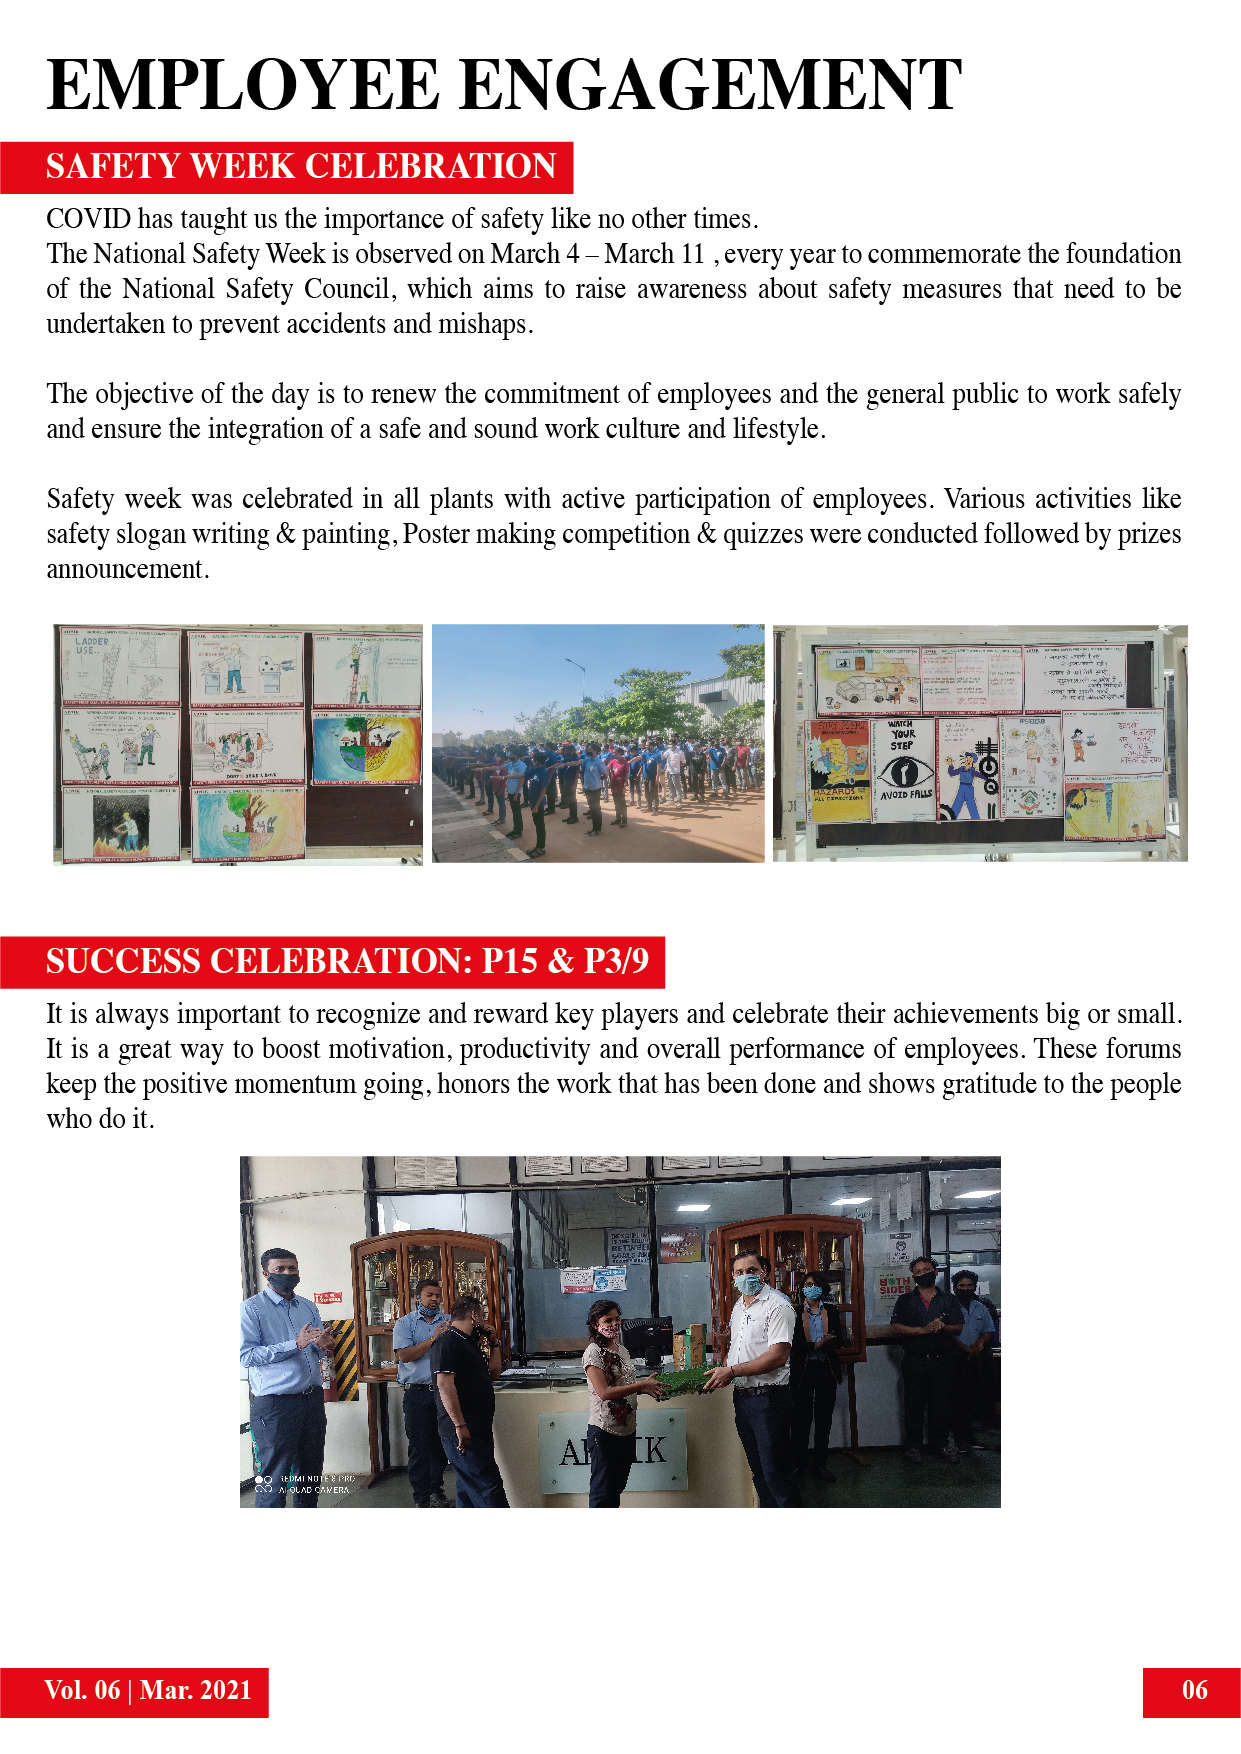 EMPLOYEE ENGAGEMENT
SAFETY WEEK CELEBRATION
COVID has taught us the importance of safety like no other times.
The National Safety Week is observed on March 4 – March 11 , every year to commemorate the foundation
of the National Safety Council, which aims to raise awareness about safety measures that need to be
undertaken to prevent accidents and mishaps.
The objective of the day is to renew the commitment of employees and the general public to work safely
and ensure the integration of a safe and sound work culture and lifestyle.
Safety week was celebrated in all plants with active participation of employees. Various activities like
safety slogan writing & painting, Poster making competition & quizzes were conducted followed by prizes
announcement.
LADDER
USE..
WATCH
YOUR
STEP
AVOID FALLS
HAZARDS
ALL DIRECTIONS
SUCCESS CELEBRATION: P15 & P3/9
It is always important to recognize and reward key players and celebrate their achievements big or small.
It is a great way to boost motivation, productivity and overall performance of employees. These forums
keep the positive momentum going, honors the work that has been done and shows gratitude to the people
who do it.
BOTH
SIDES
REDMI NOTE 8 PRO
AI QUAD CAMERA
Vol. 06 | Mar. 2021
06